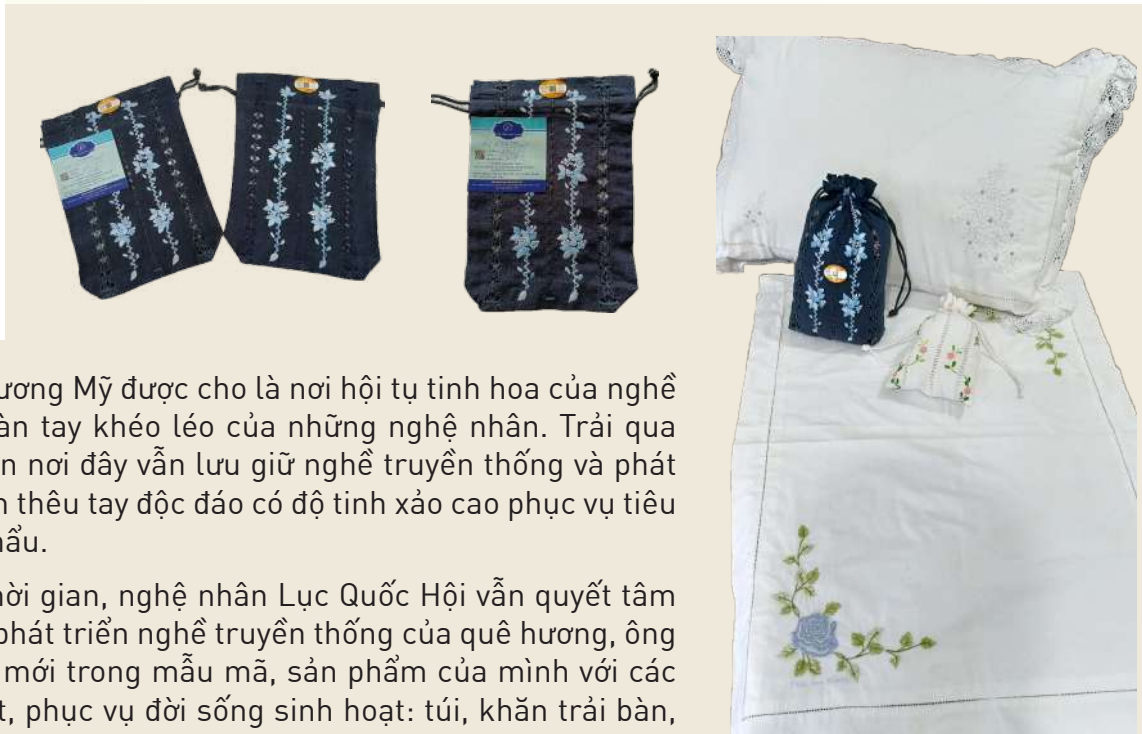 ương Mỹ được cho là nơi hội tụ tinh hoa của nghề
àn tay khéo léo của những nghệ nhân. Trải qua
n nơi đây vẫn lưu giữ nghề truyền thống và phát
n thêu tay độc đáo có độ tinh xảo cao phục vụ tiêu
hẩu.
hời gian, nghệ nhân Lục Quốc Hội vẫn quyết tâm
phát triển nghề truyền thống của quê hương, ông
mới trong mẫu mã, sản phẩm của mình với các
t, phục vụ đời sống sinh hoạt: túi, khăn trải bàn,